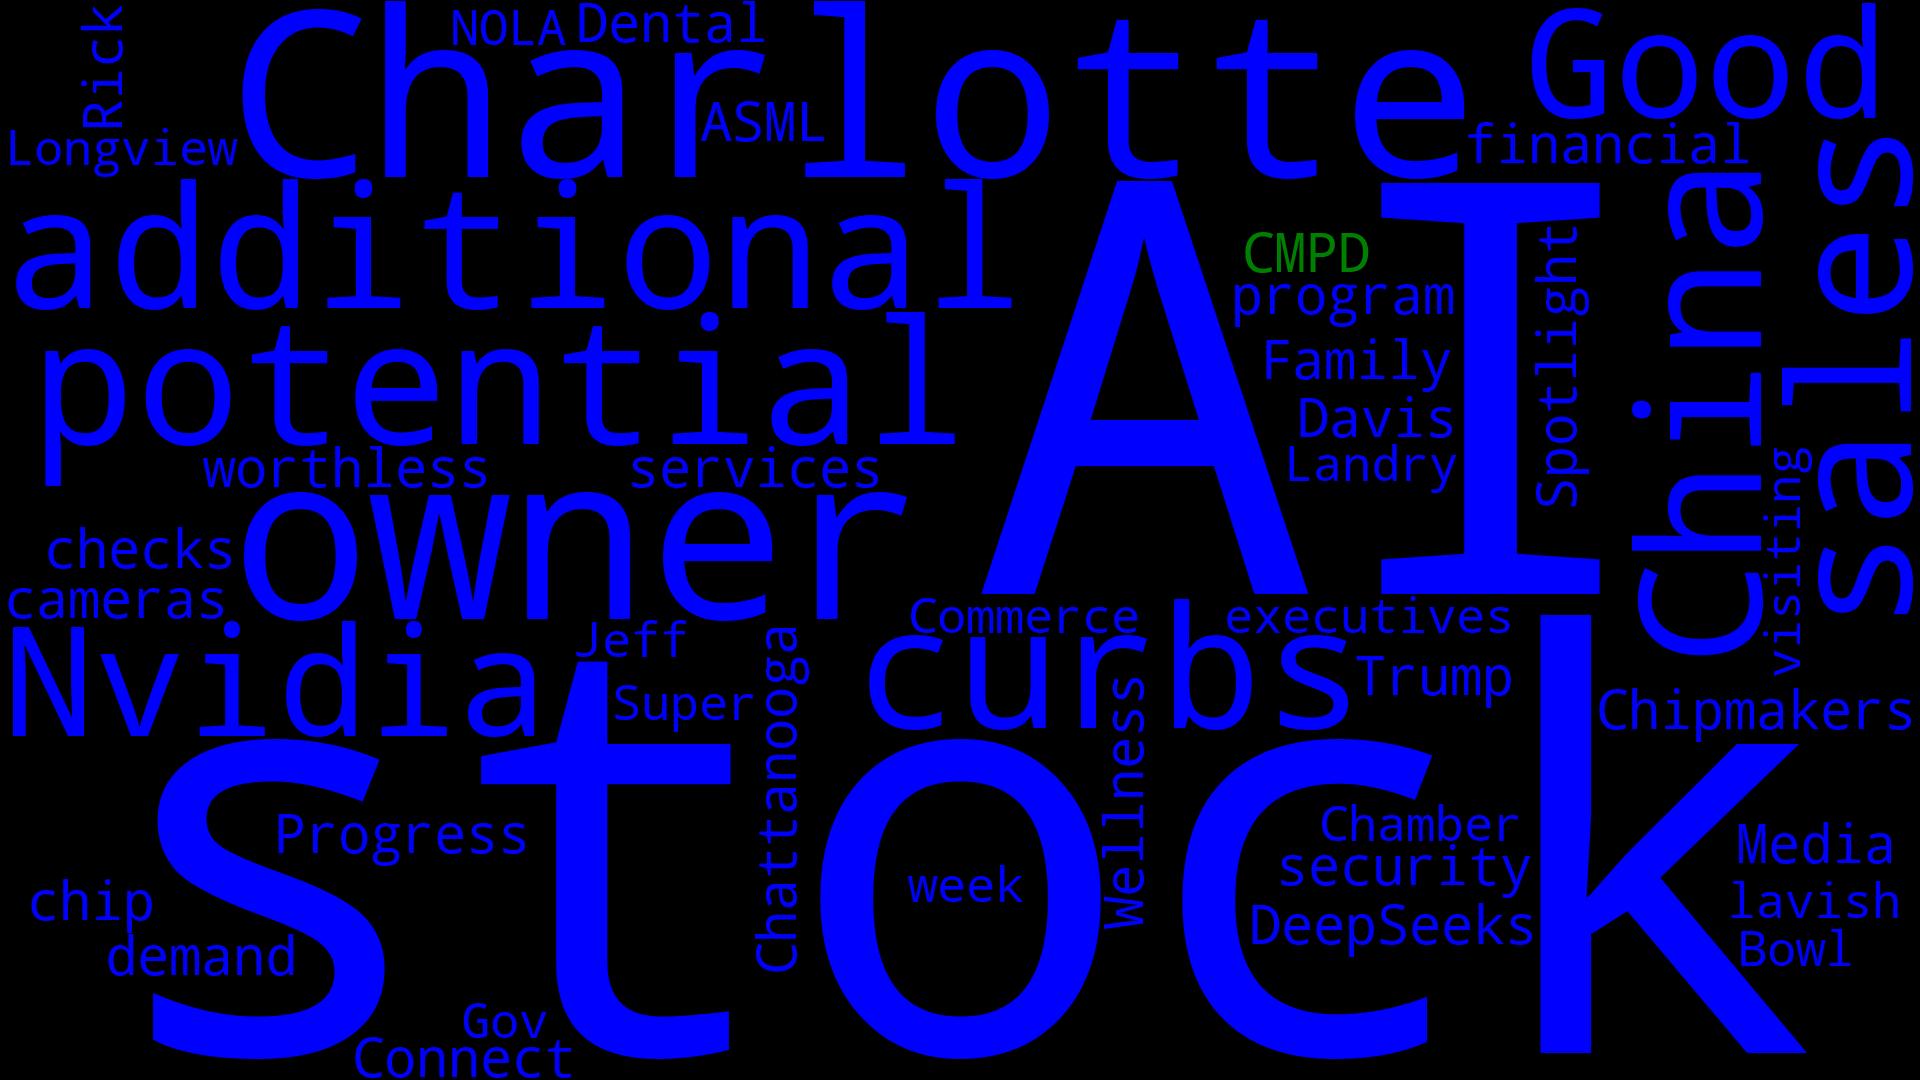 Rick
NOLA
Dental
Charlotte
Good
ASML
Longview
financial
additional
AI
CMPD
program
Spotlight
China
sales
potential
Family
Davis
Landry
worthless
services
owner
visiting
checks
cameras
Nvidia
Jeff
Super
Chattanooga
Commerce
executives
curbs
Trump
Wellness
Chipmakers
stock
Progress
week
Chamber
security
DeepSeeks
Media
lavish
Bowl
chip
demand
Gov
Connect